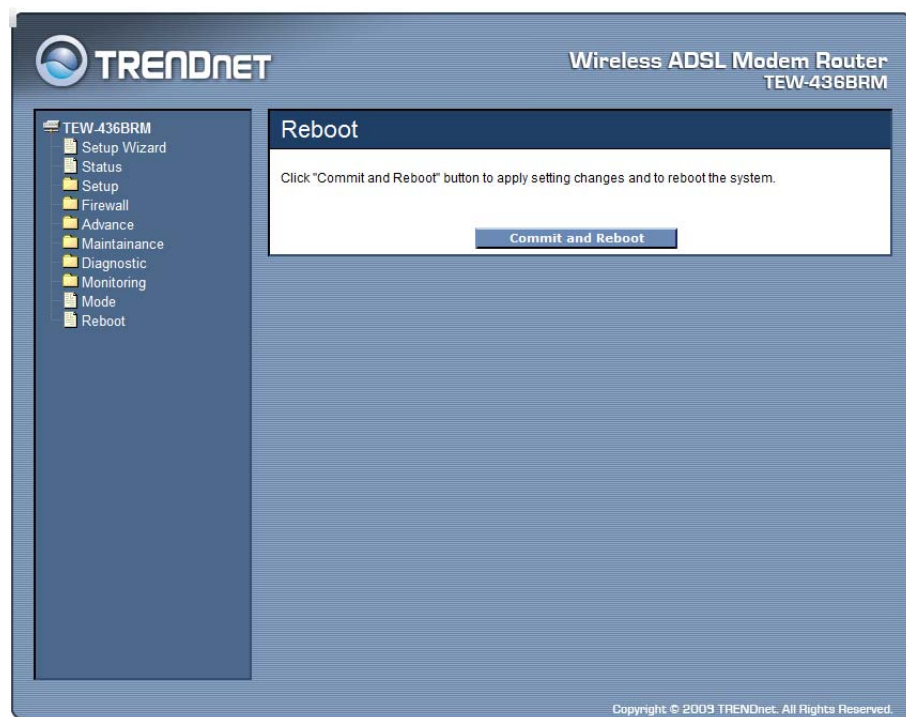 TRENDnet
Wireless ADSL Modem Router
TEW-436BRM
TEW-436BRM
Setup Wizard
Status
Setup
Firewall
Advance
Maintainance
Diagnostic
Monitoring
Mode
Reboot
Reboot
Click "Commit and Reboot" button to apply setting changes and to reboot the system.
Commit and Reboot
Copyright © 2009 TRENDnet. All Rights Reserved.